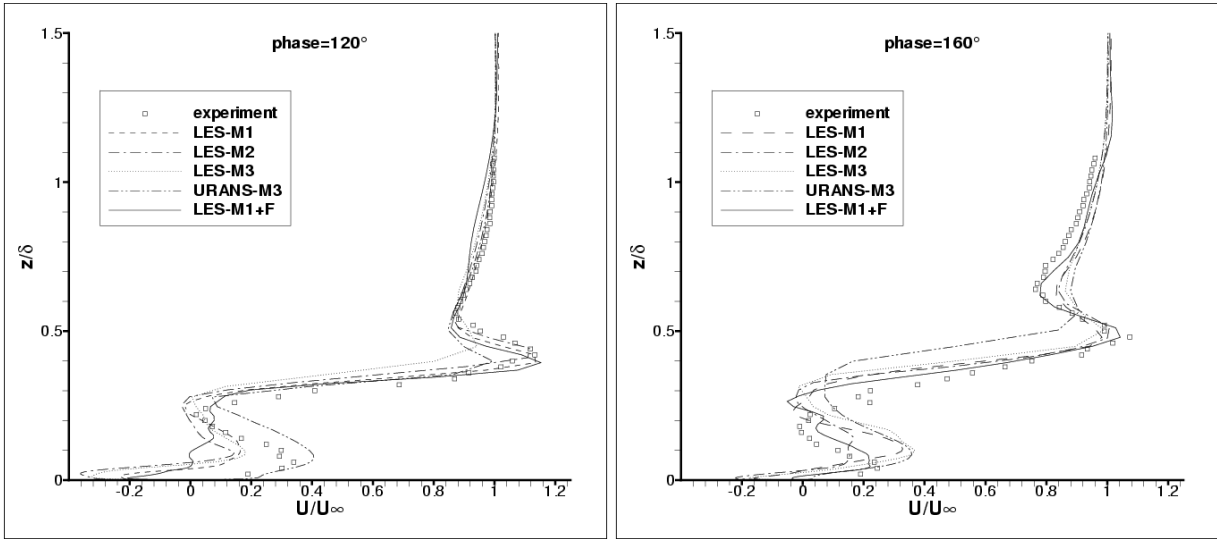 1.5
phase=120°
experiment
LES-M1
LES-M2
LES-M3
URANS-M3
LES-M1+F
1
z/δ
0.5
0
-0.2
0
0.2
0.4
0.6
0.8
1
1.2
U/U∞
1.5
phase=160°
experiment
LES-M1
LES-M2
LES-M3
URANS-M3
LES-M1+F
1
z/δ
0.5
0
-0.2
0
0.2
0.4
0.6
0.8
1
1.2
U/U∞